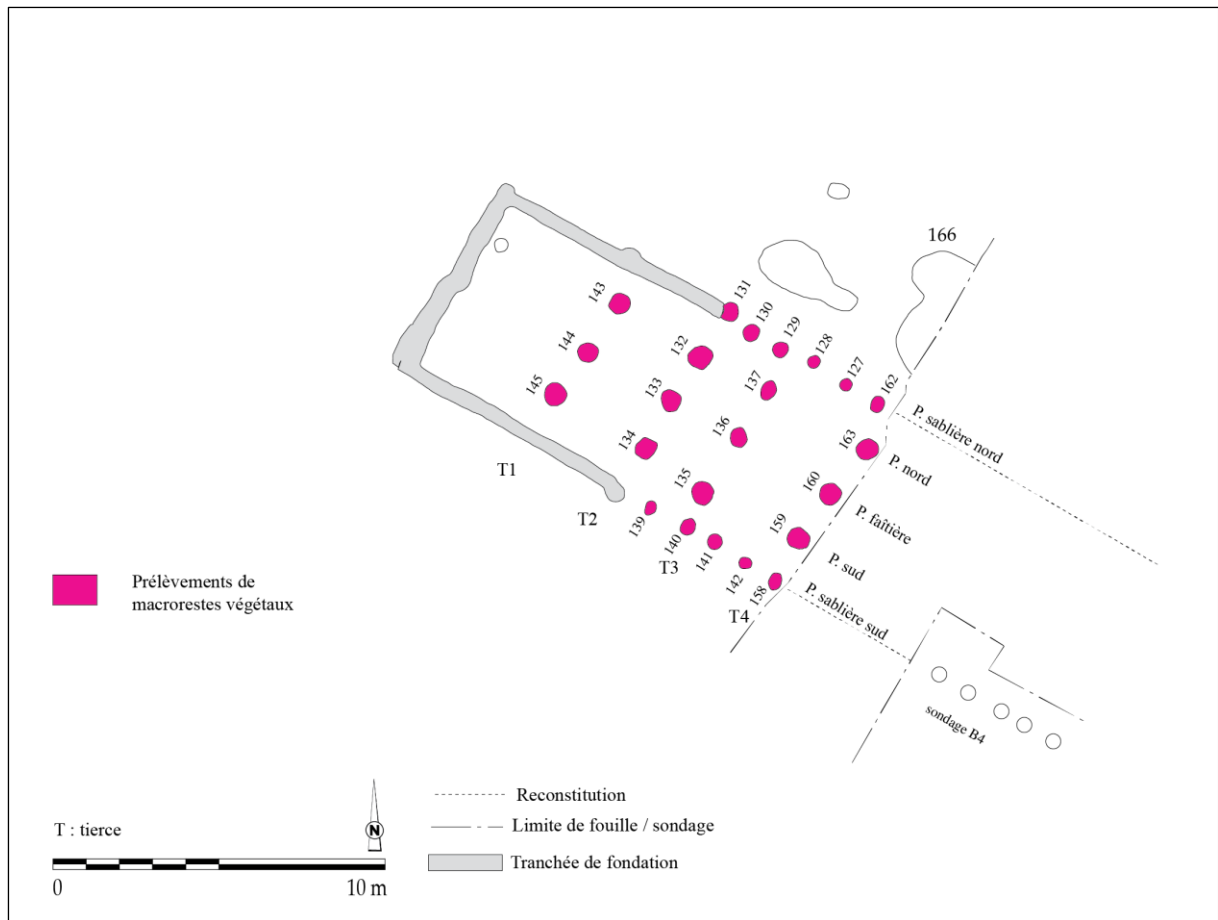 166
131
130
143
129
128
144
132
127
137
162
145
133
P. sablière nord
136
163
134
P. nord
T1
135
160
T2
139
159
P. faîtière
140
T3
141
P. sud
142
158
P. sablière sud
T4
Prélèvements de
macrorestes végétaux
sondage B4
Reconstitution
T : tierce
N
Limite de fouille / sondage
Tranchée de fondation
0 10 m